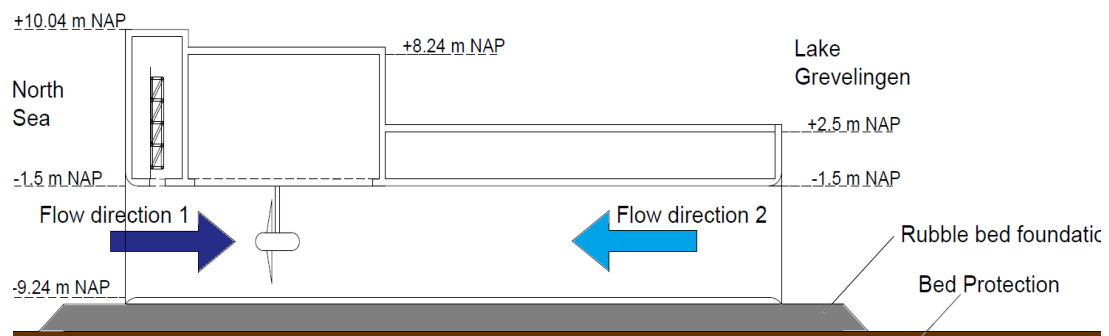 +10.04 m NAP
+8.24 m NAP
Lake
Grevelingen
North
Sea
+2.5 m NAP
-1.5 m NAP
-1.5 m NAP
Flow direction 1
Flow direction 2
Rubble bed foundatio
-9.24 m NAP
Bed Protection